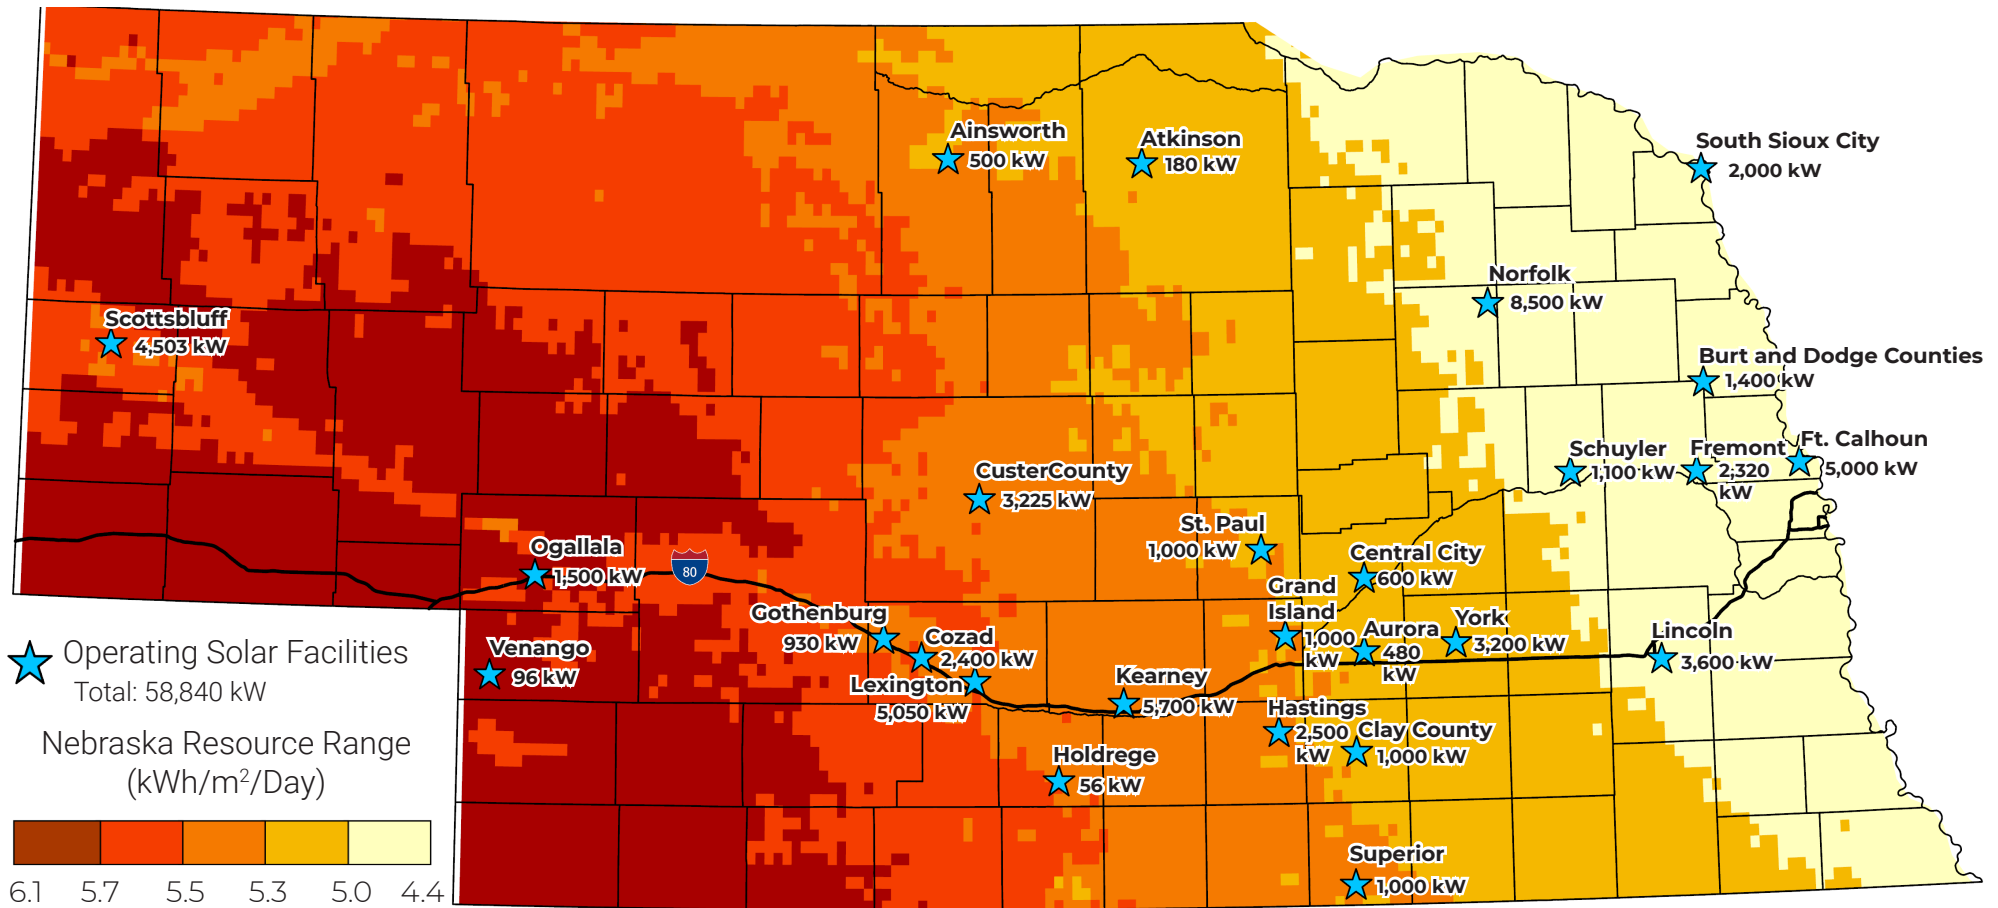 Ainsworth
500 kW
Atkinson
180 kW
South Sioux City
2,000 kW
Norfolk
8,500 kW
Scottsbluff
4,503 kW
Burt and Dodge Counties
1,400 kW
Schuyler
1,100 kW
Fremont
2,320
kW
Ft. Calhoun
5,000 kW
CusterCounty
3,225 kW
St. Paul
1,000 kW
Ogallala
1,500 kW
80
Central City
600 kW
Grand
Island
1,000
kW
Gothenburg
930 kW
Cozad
2,400 kW
Aurora
480
kW
York
3,200 kW
Lincoln
3,600 kW
Venango
96 kW
Lexington
5,050 kW
Kearney
5,700 kW
Hastings
2,500
kW
Clay County
1,000 kW
Holdrege
56 kW
Superior
1,000 kW
Operating Solar Facilities
Total: 58,840 kW
Nebraska Resource Range
(kWh/m²/Day)
6.1 5.7 5.5 5.3 5.0 4.4